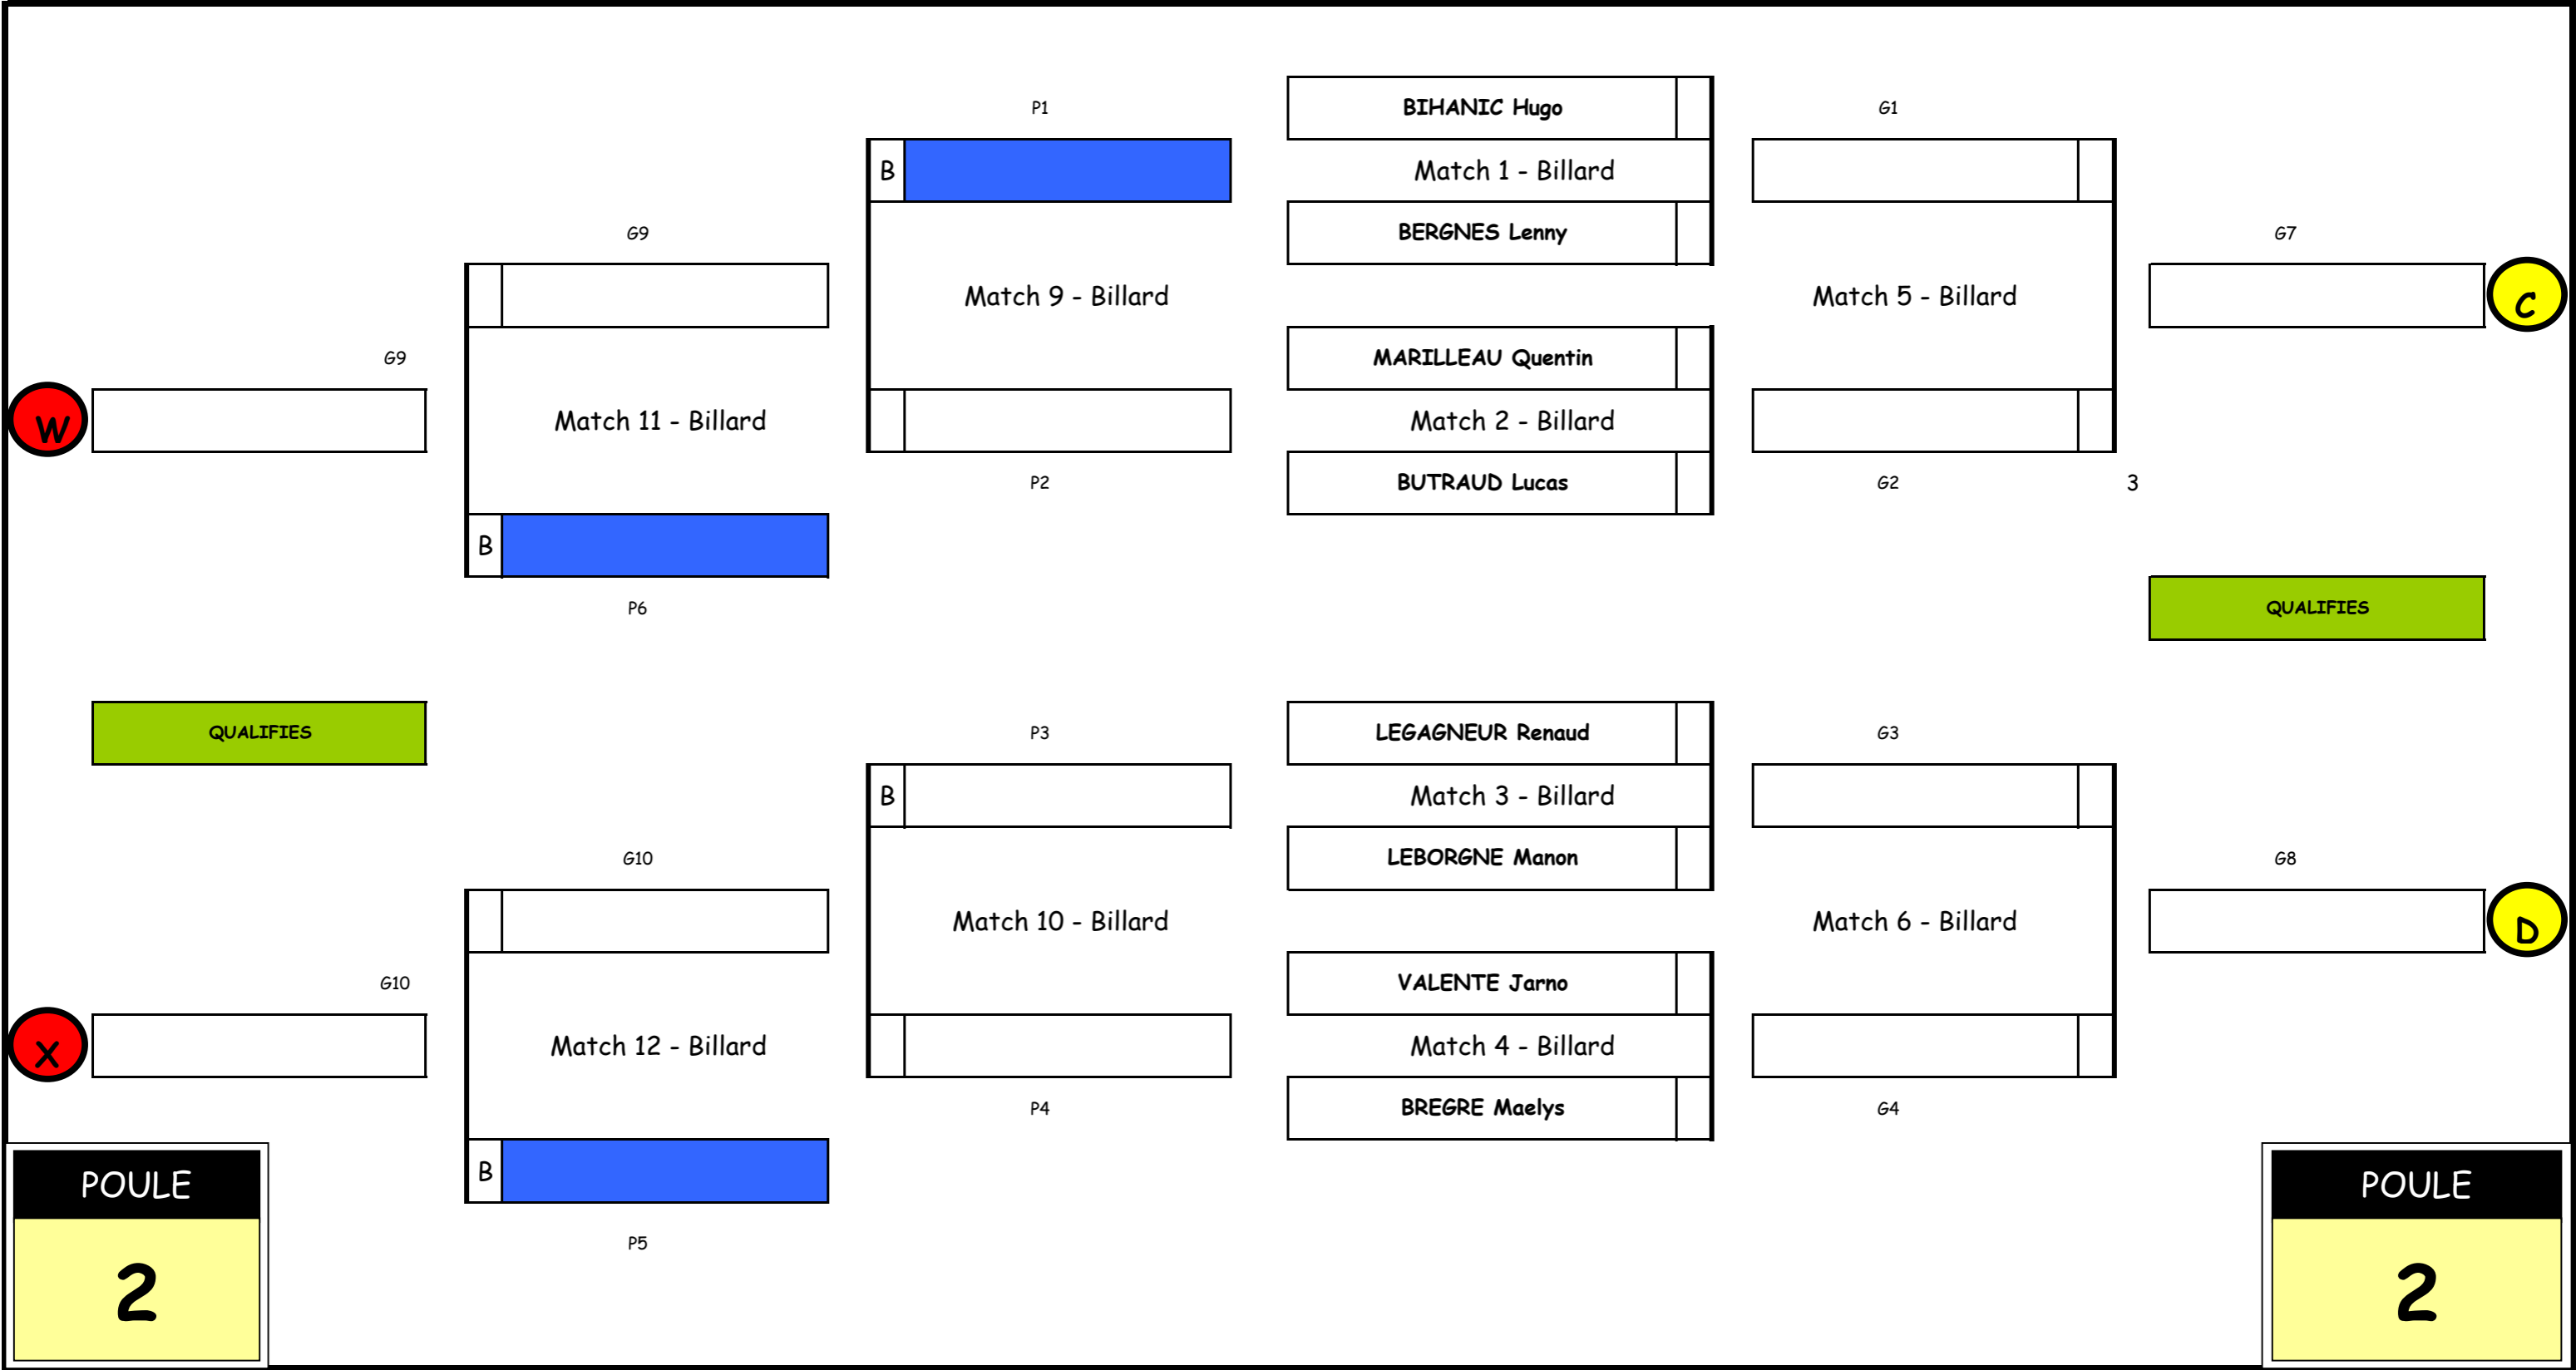 P1
BIHANIC Hugo
G1
B
Match 1 - Billard
G9
BERGNES Lenny
G7
Match 9 - Billard
Match 5 - Billard
C
G9
MARILLEAU Quentin
W
Match 11 - Billard
Match 2 - Billard
P2
BUTRAUD Lucas
G2
3
B
P6
QUALIFIES
QUALIFIES
P3
LEGAGNEUR Renaud
G3
B
Match 3 - Billard
G10
LEBORGNE Manon
G8
Match 10 - Billard
Match 6 - Billard
D
G10
VALENTE Jarno
X
Match 12 - Billard
Match 4 - Billard
P4
BREGRE Maelys
G4
POULE
B
POULE
P5
2
2